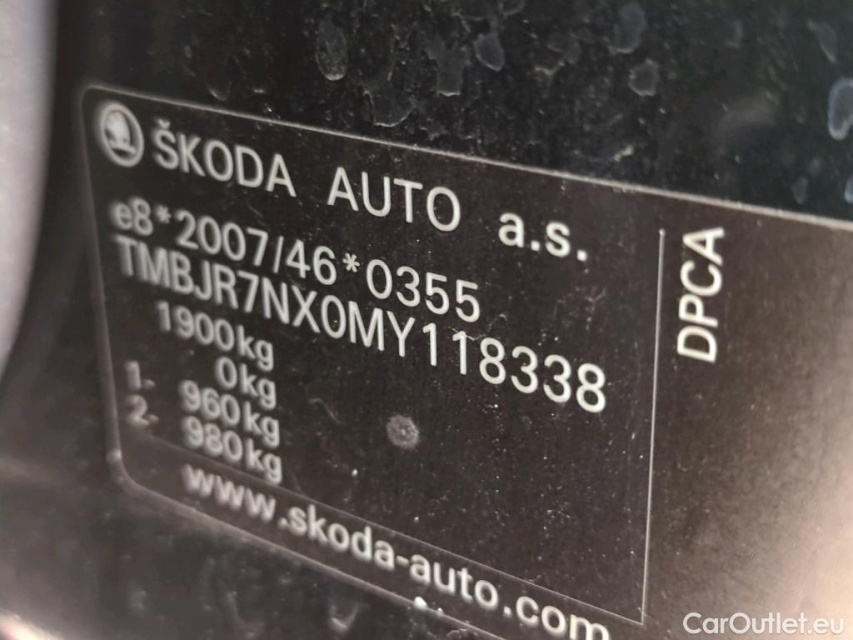 ŠKODA AUTO a.s.
e8*2007/46*0355
TMBJR7NX0MY118338
1900kg
0kg
1- 960kg
2- 980kg
www.skoda-auto.com
DPCA
CarOutlet.eu